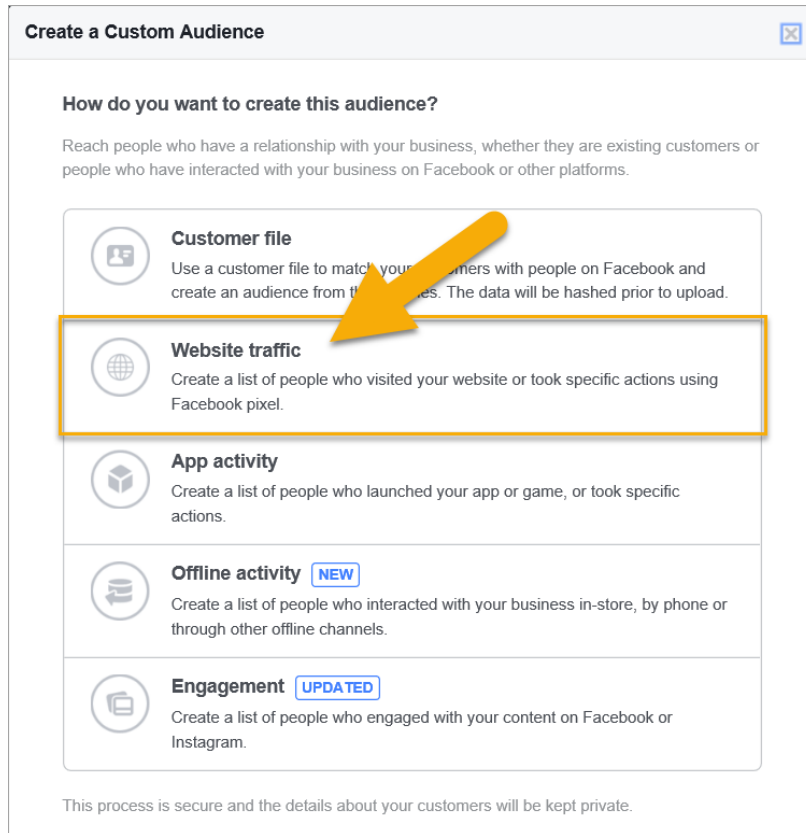 Create a Custom Audience
How do you want to create this audience?
Reach people who have a relationship with your business, whether they are existing customers or
people who have interacted with your business on Facebook or other platforms.
Customer file
Use a customer file to match your mers with people on Facebook and
create an audience from th es. The data will be hashed prior to upload.
Website traffic
Create a list of people who visited your website or took specific actions using
Facebook pixel.
App activity
Create a list of people who launched your app or game, or took specific
actions.
Offline activity NEW
Create a list of people who interacted with your business in-store, by phone or
through other offline channels.
Engagement UPDATED
Create a list of people who engaged with your content on Facebook or
Instagram.
This process is secure and the details about your customers will be kept private.